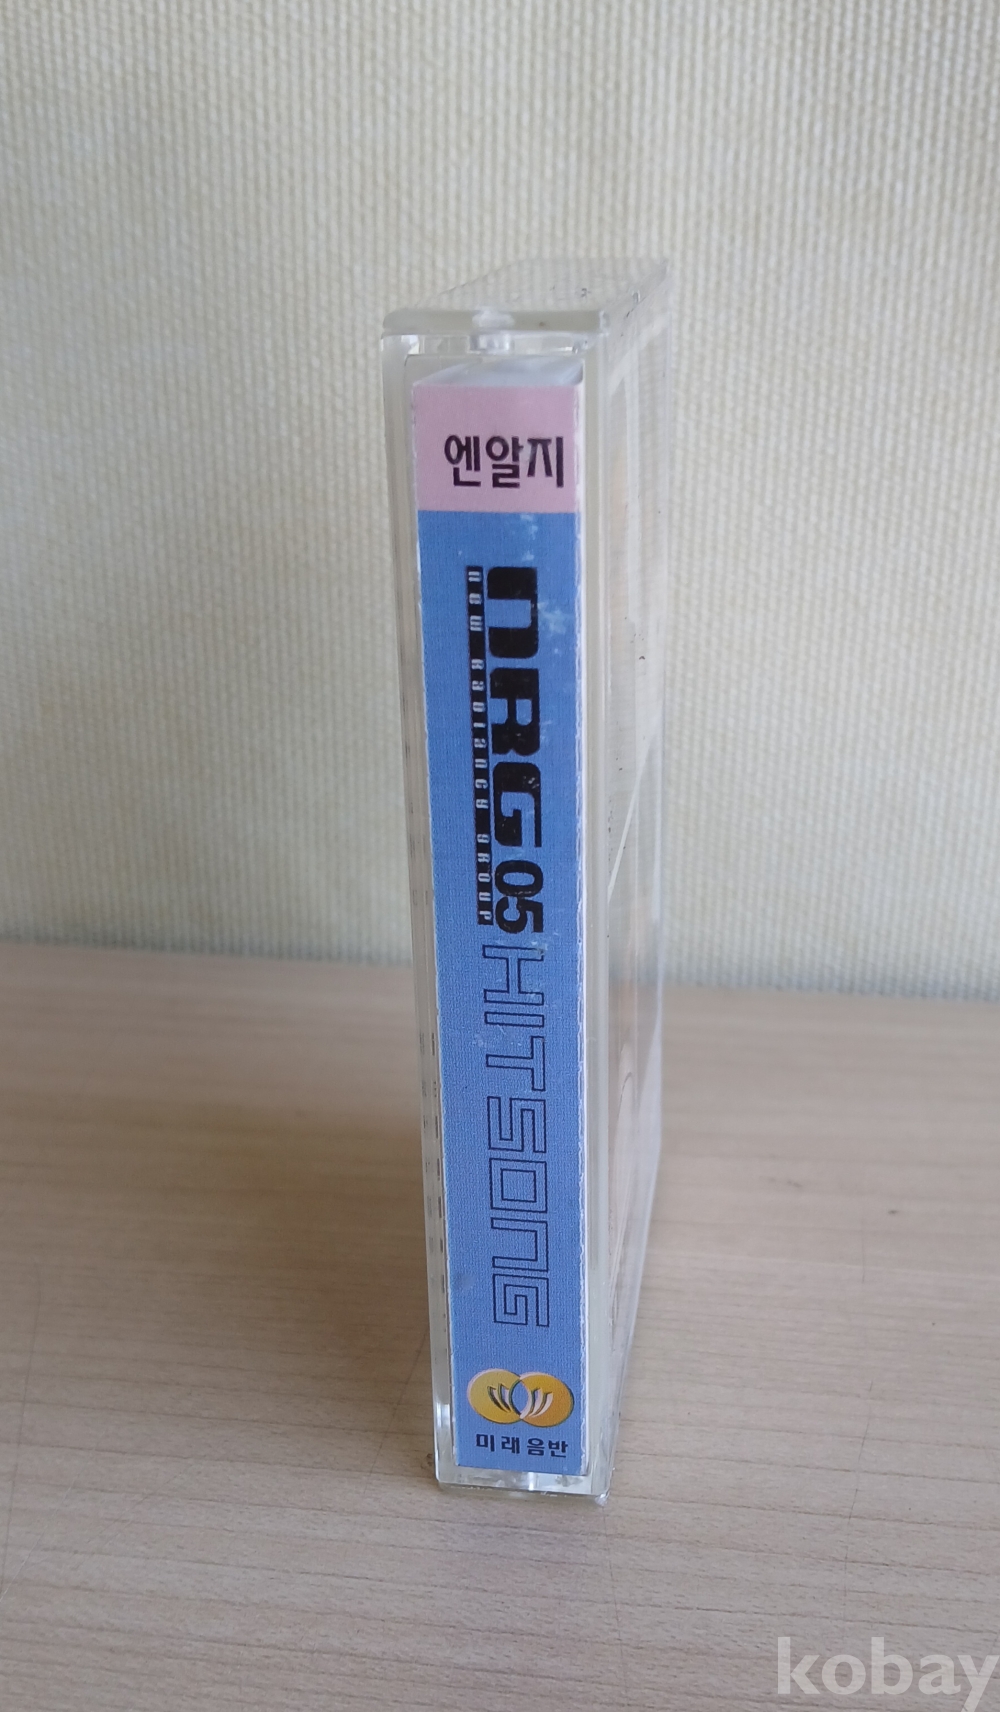 엔알지
NRG 05 HIT SONG
NEW RADIANCY GROUP
미래음반
kobay